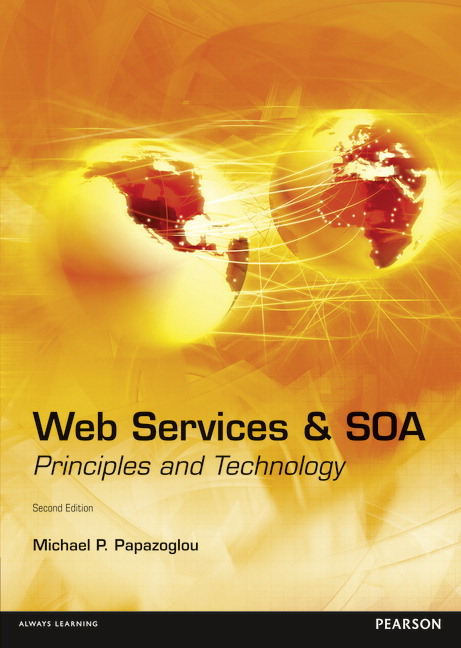 Web Services & SOA
Principles and Technology
Second Edition
Michael P. Papazoglou
ALWAYS LEARNING
PEARSON